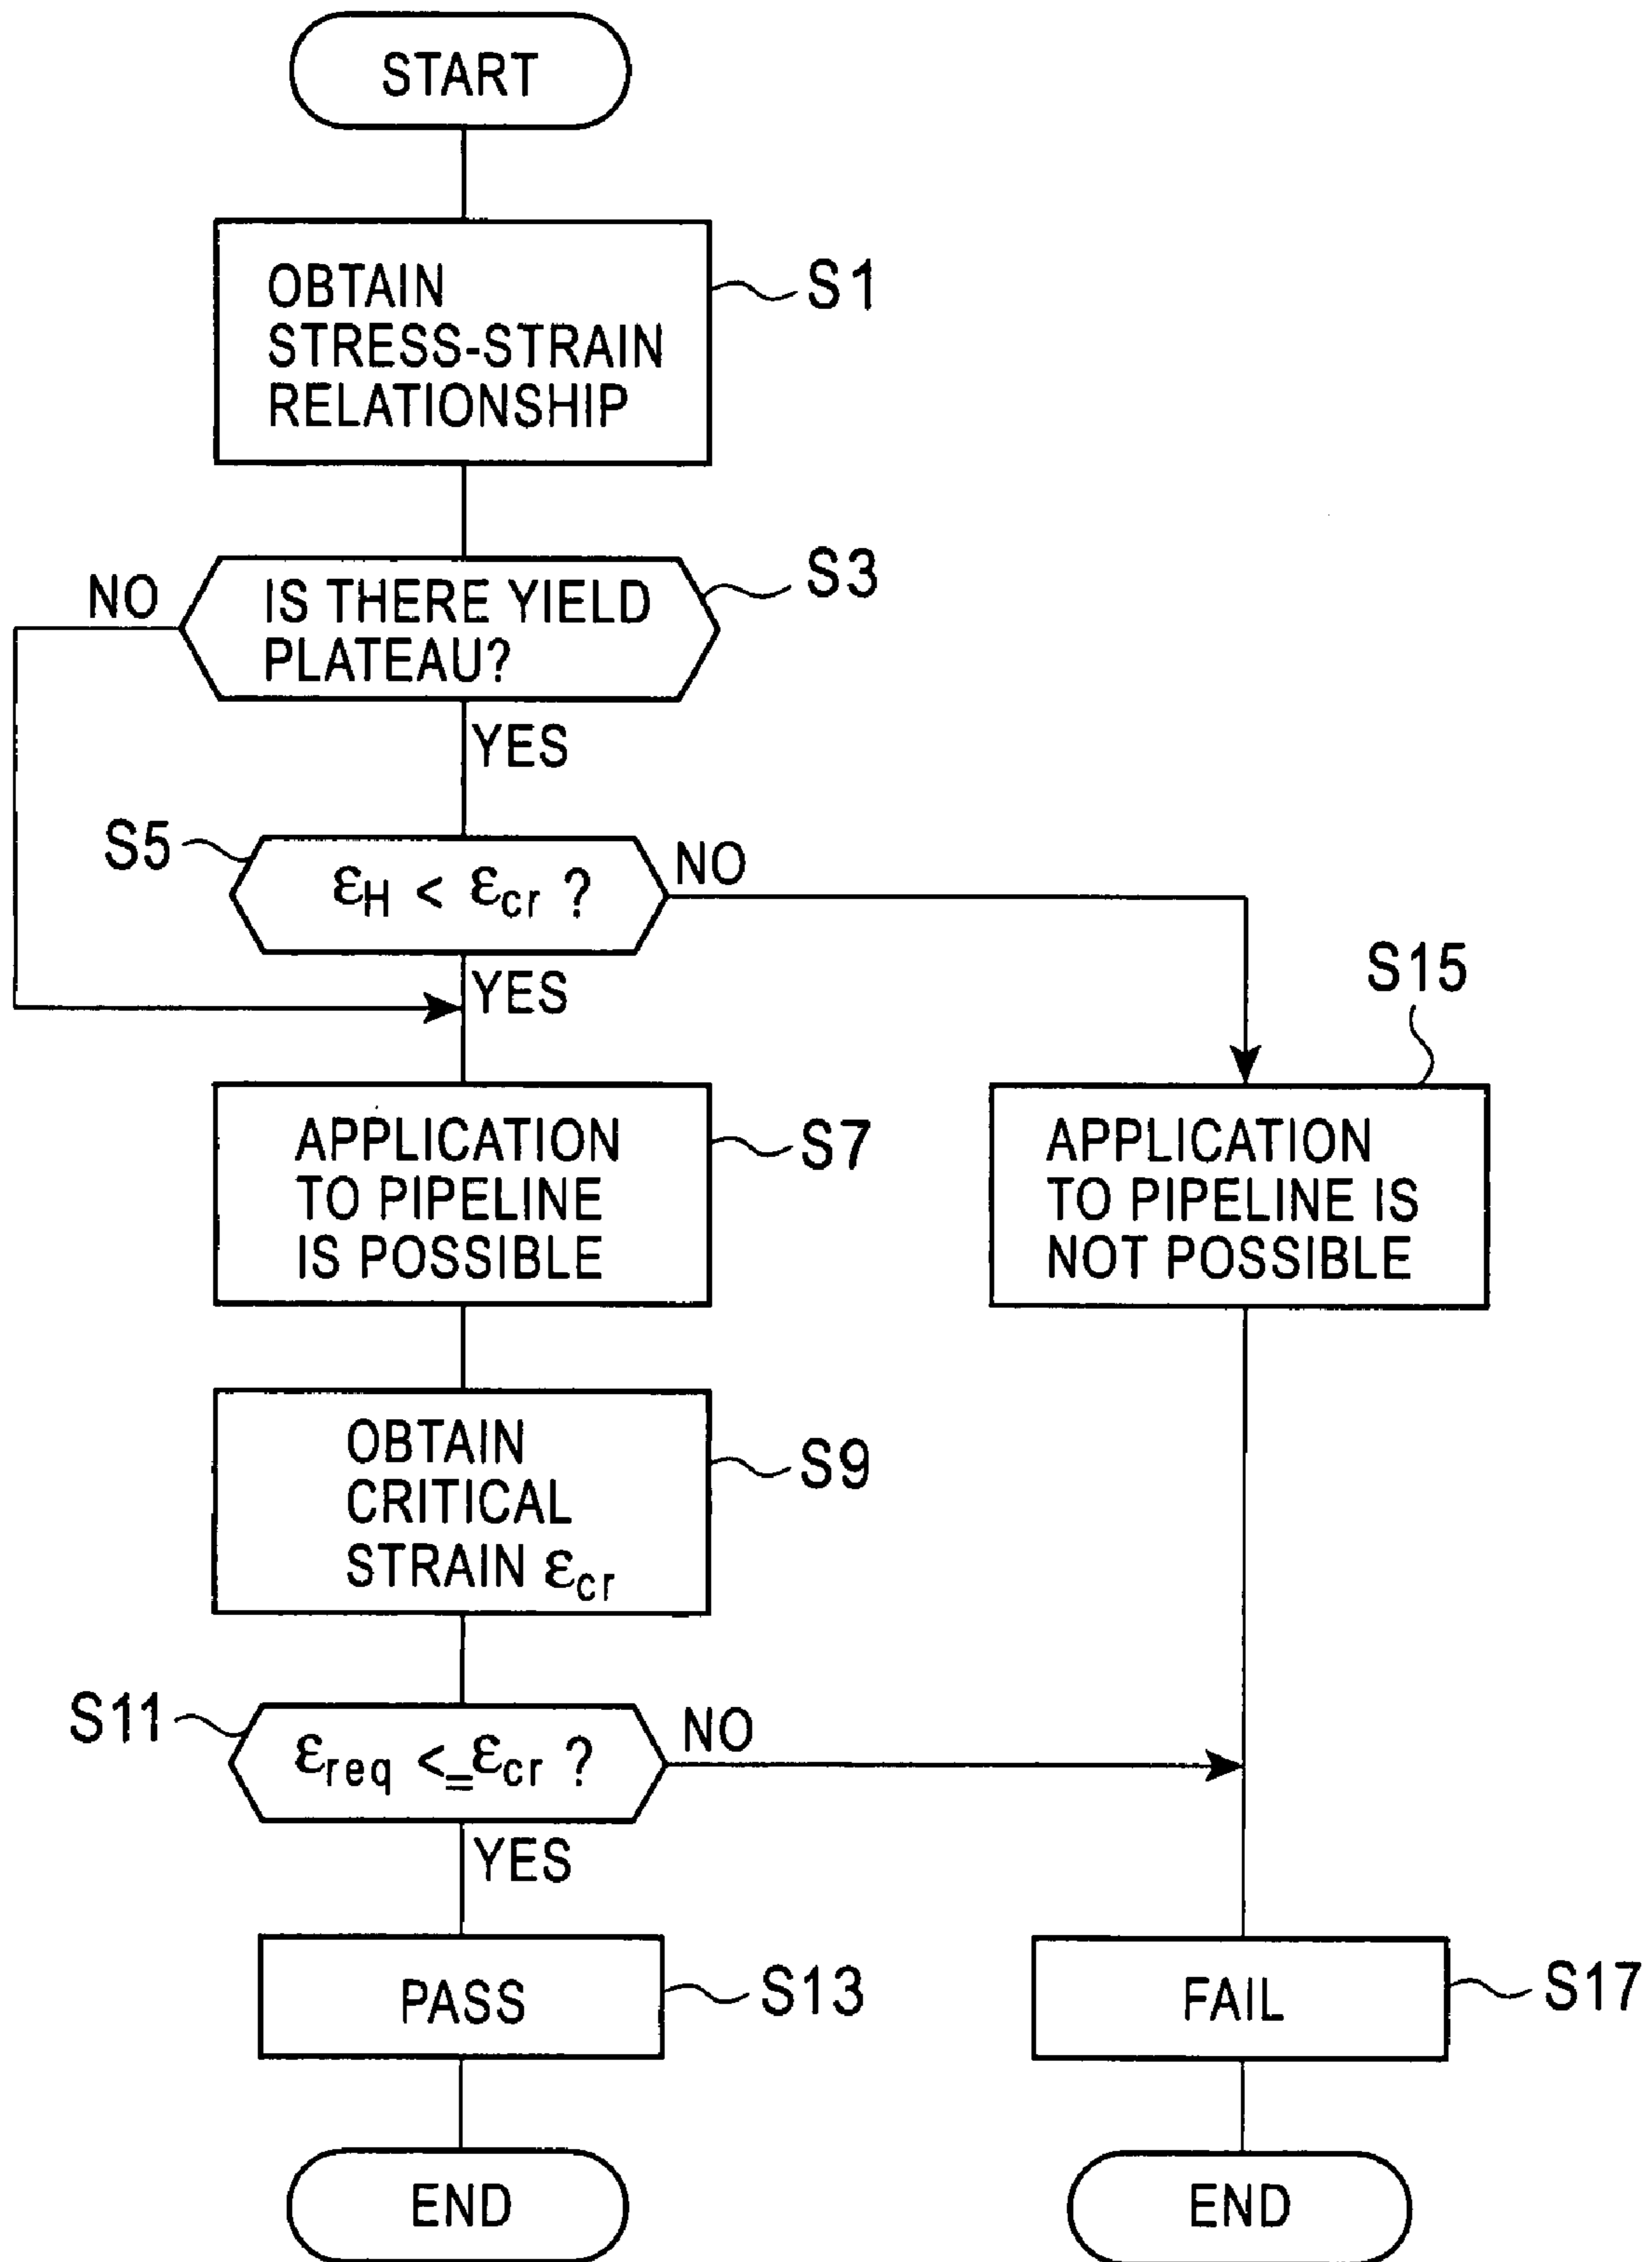 START
OBTAIN
STRESS-STRAIN
RELATIONSHIP
S1
NO
IS THERE YIELD
PLATEAU?
S3
YES
S5
εH < εcr ?
NO
YES
S15
APPLICATION
TO PIPELINE
IS POSSIBLE
S7
APPLICATION
TO PIPELINE IS
NOT POSSIBLE
OBTAIN
CRITICAL
STRAIN εcr
S9
S11
εreq <= εcr ?
NO
YES
PASS
S13
FAIL
S17
END
END